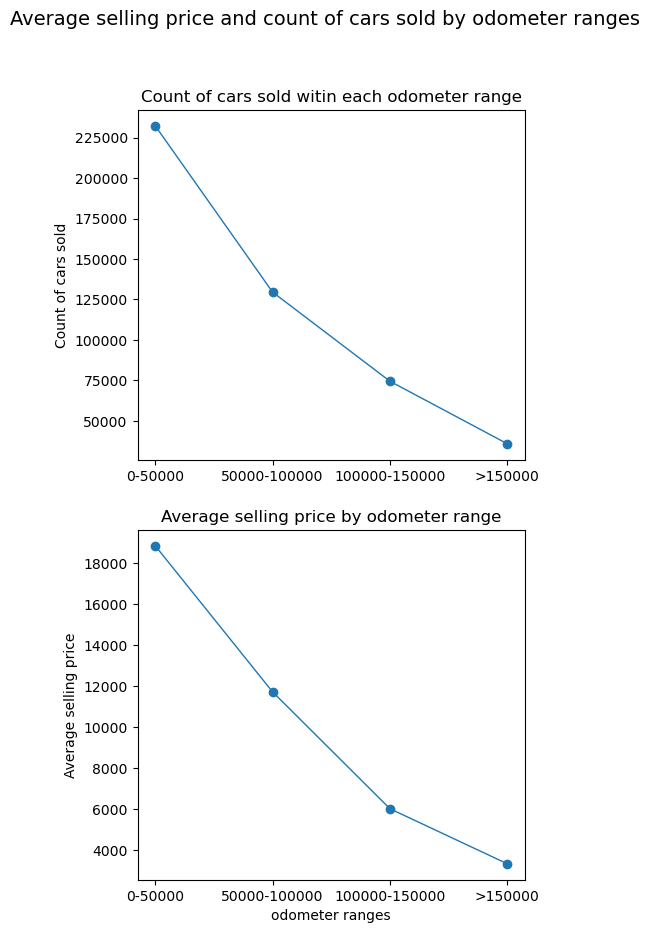 Average selling price and count of cars sold by odometer ranges
Count of cars sold witin each odometer range
Count of cars sold
225000
200000
175000
150000
125000
100000
75000
50000
0-50000 50000-100000 100000-150000 >150000
Average selling price by odometer range
Average selling price
18000
16000
14000
12000
10000
8000
6000
4000
0-50000 50000-100000 100000-150000 >150000
odometer ranges